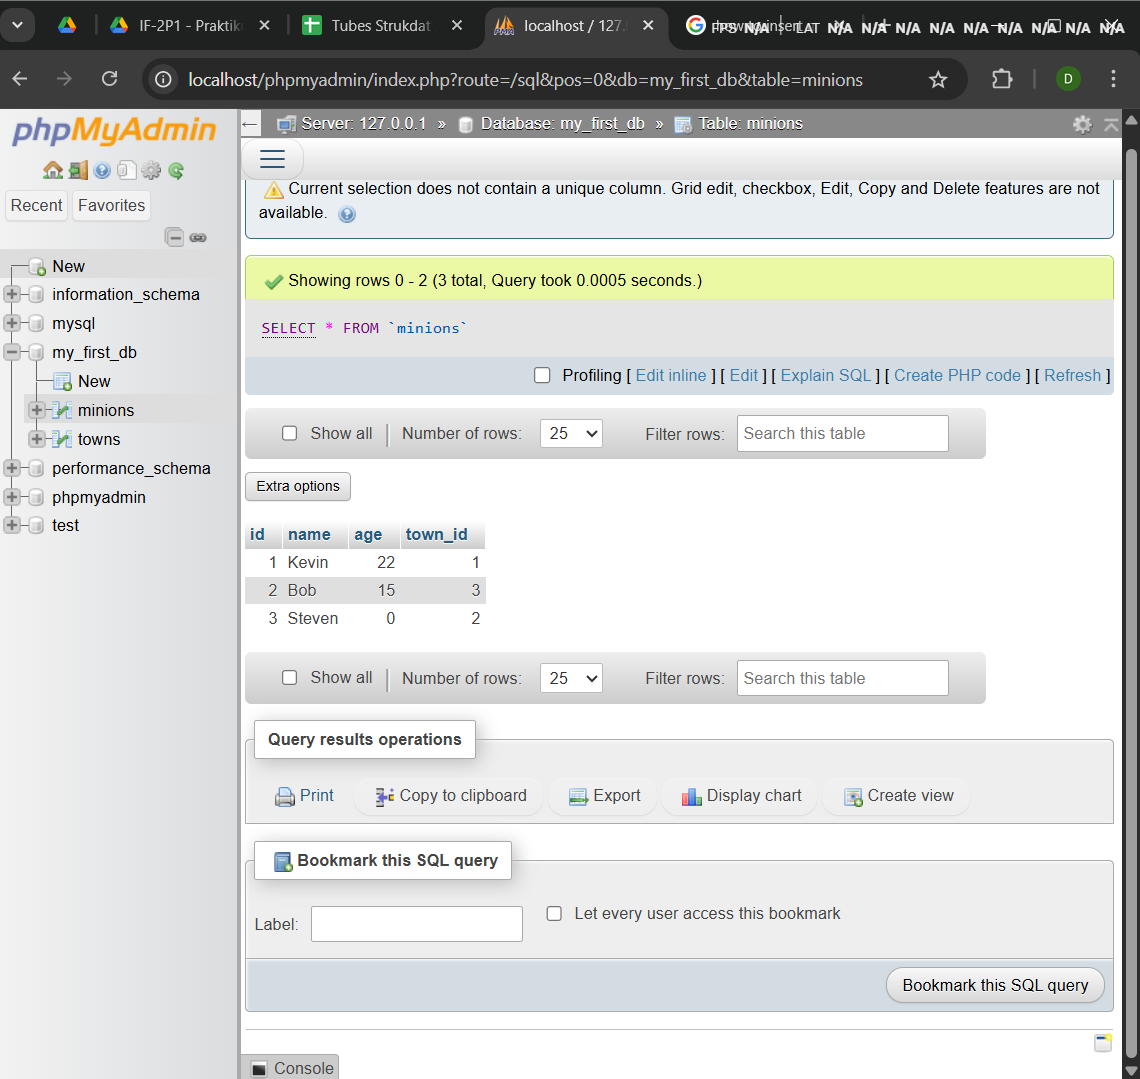 IF-2P1 - Praktik
Tubes Strukdat
localhost / 127.
FPS N/A LAT N/A N/A N/A N/A N/A N/A N/A N/A N/A
localhost/phpmyadmin/index.php?route=/sql&pos=0&db=my_first_db&table=minions
D
phpMyAdmin
Recent
Favorites
New
information_schema
mysql
my_first_db
New
minions
towns
performance_schema
phpmyadmin
test
Server: 127.0.0.1 » Database: my_first_db » Table: minions
Current selection does not contain a unique column. Grid edit, checkbox, Edit, Copy and Delete features are not
available.
Showing rows 0 - 2 (3 total, Query took 0.0005 seconds.)
SELECT * FROM `minions`
Profiling [ Edit inline ] [ Edit ] [ Explain SQL ] [ Create PHP code ] [ Refresh ]
Show all Number of rows: 25 Filter rows: Search this table
Extra options
id name age town_id
1 Kevin 22 1
2 Bob 15 3
3 Steven 0 2
Show all Number of rows: 25 Filter rows: Search this table
Query results operations
Print Copy to clipboard Export Display chart Create view
Bookmark this SQL query
Label: Let every user access this bookmark
Bookmark this SQL query
Console